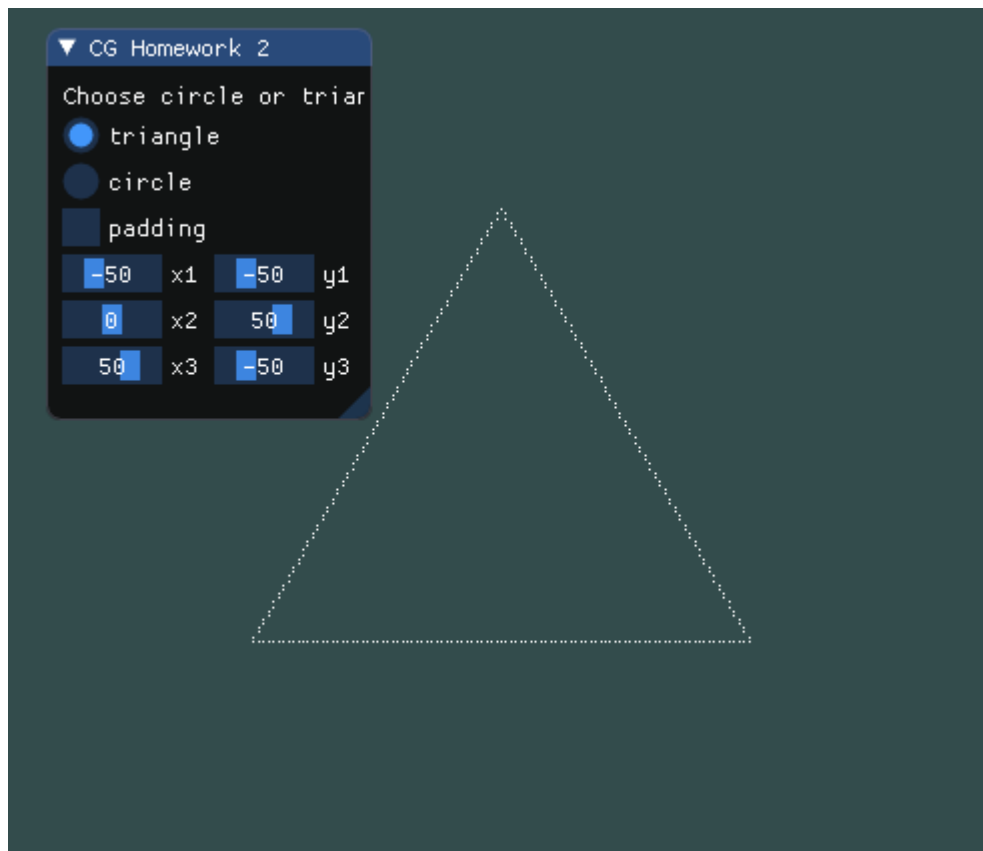 CG Homework 2
Choose circle or triar
triangle
circle
padding
-50 x1 -50 y1
0 x2 50 y2
50 x3 -50 y3